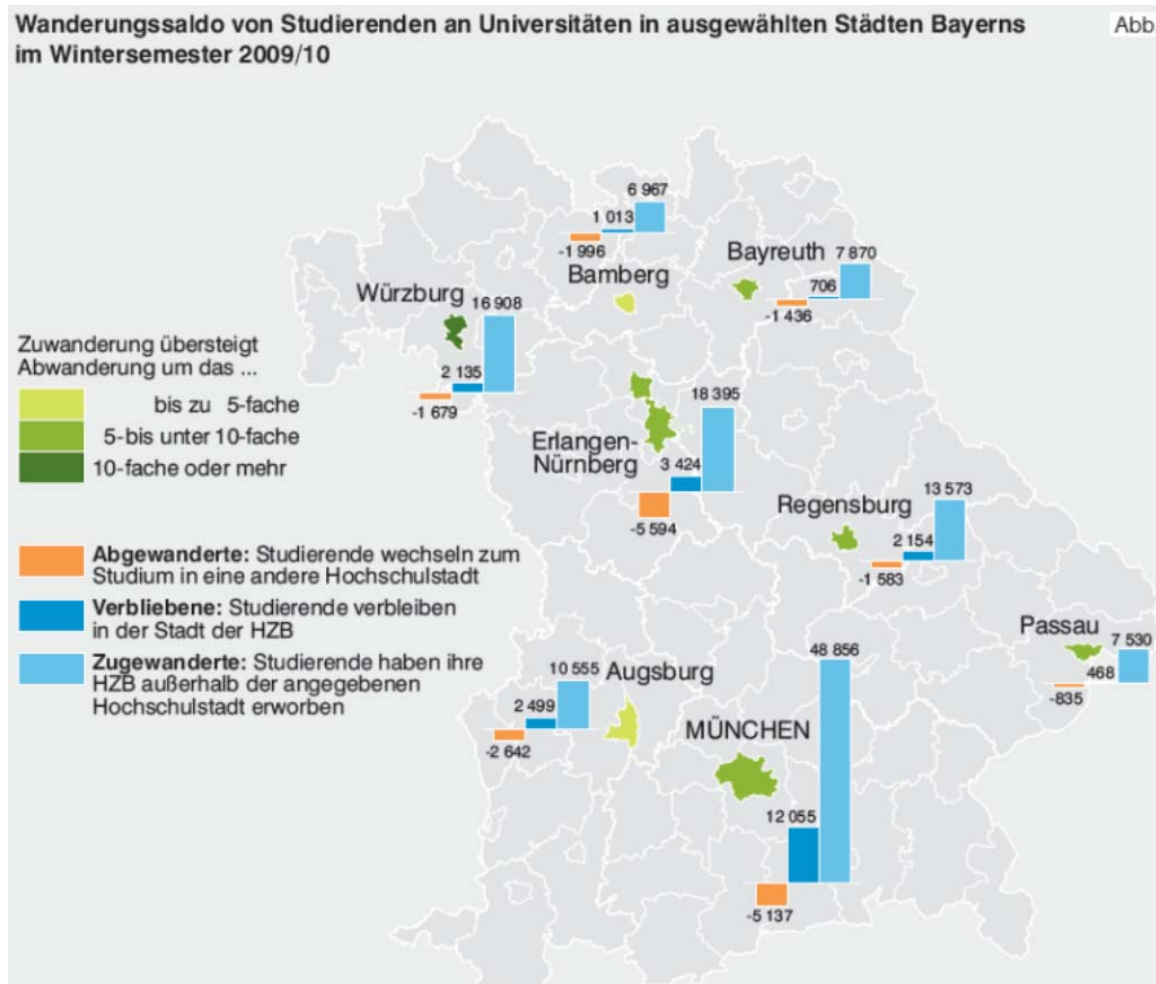 Wanderungssaldo von Studierenden an Universitäten in ausgewählten Städten Bayerns
im Wintersemester 2009/10
Abb.
6 967
1 013
-1 996
Bamberg
Bayreuth
7 870
706
-1 436
Würzburg
16 908
2 135
-1 679
Zuwanderung übersteigt
Abwanderung um das ...
bis zu 5-fache
5-bis unter 10-fache
10-fache oder mehr
18 395
Erlangen-
Nürnberg
3 424
-5 594
13 573
Regensburg
2 154
-1 583
Abgewanderte: Studierende wechseln zum
Studium in eine andere Hochschulstadt
Verbliebene: Studierende verbleiben
in der Stadt der HZB
Zugewanderte: Studierende haben ihre
HZB außerhalb der angegebenen
Hochschulstadt erworben
Passau
7 530
468
-835
10 555
Augsburg
2 499
-2 642
48 856
MÜNCHEN
12 055
-5 137